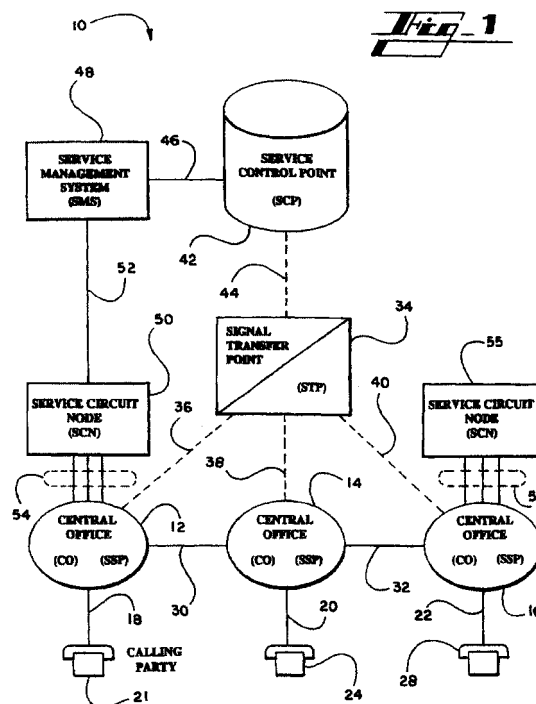 10
Fig_1
48
SERVICE
MANAGEMENT
SYSTEM
(SMS)
46
SERVICE
CONTROL POINT
(SCP)
42
52
44
50
SIGNAL
TRANSFER
POINT
(STP)
34
55
SERVICE CIRCUIT
NODE
(SCN)
36
40
SERVICE CIRCUIT
NODE
(SCN)
54
38
14
12
CENTRAL
OFFICE
(CO) (SSP)
CENTRAL
OFFICE
(CO) (SSP)
CENTRAL
OFFICE
(CO) (SSP)
30
32
18
20
22
CALLING
PARTY
21
24
28